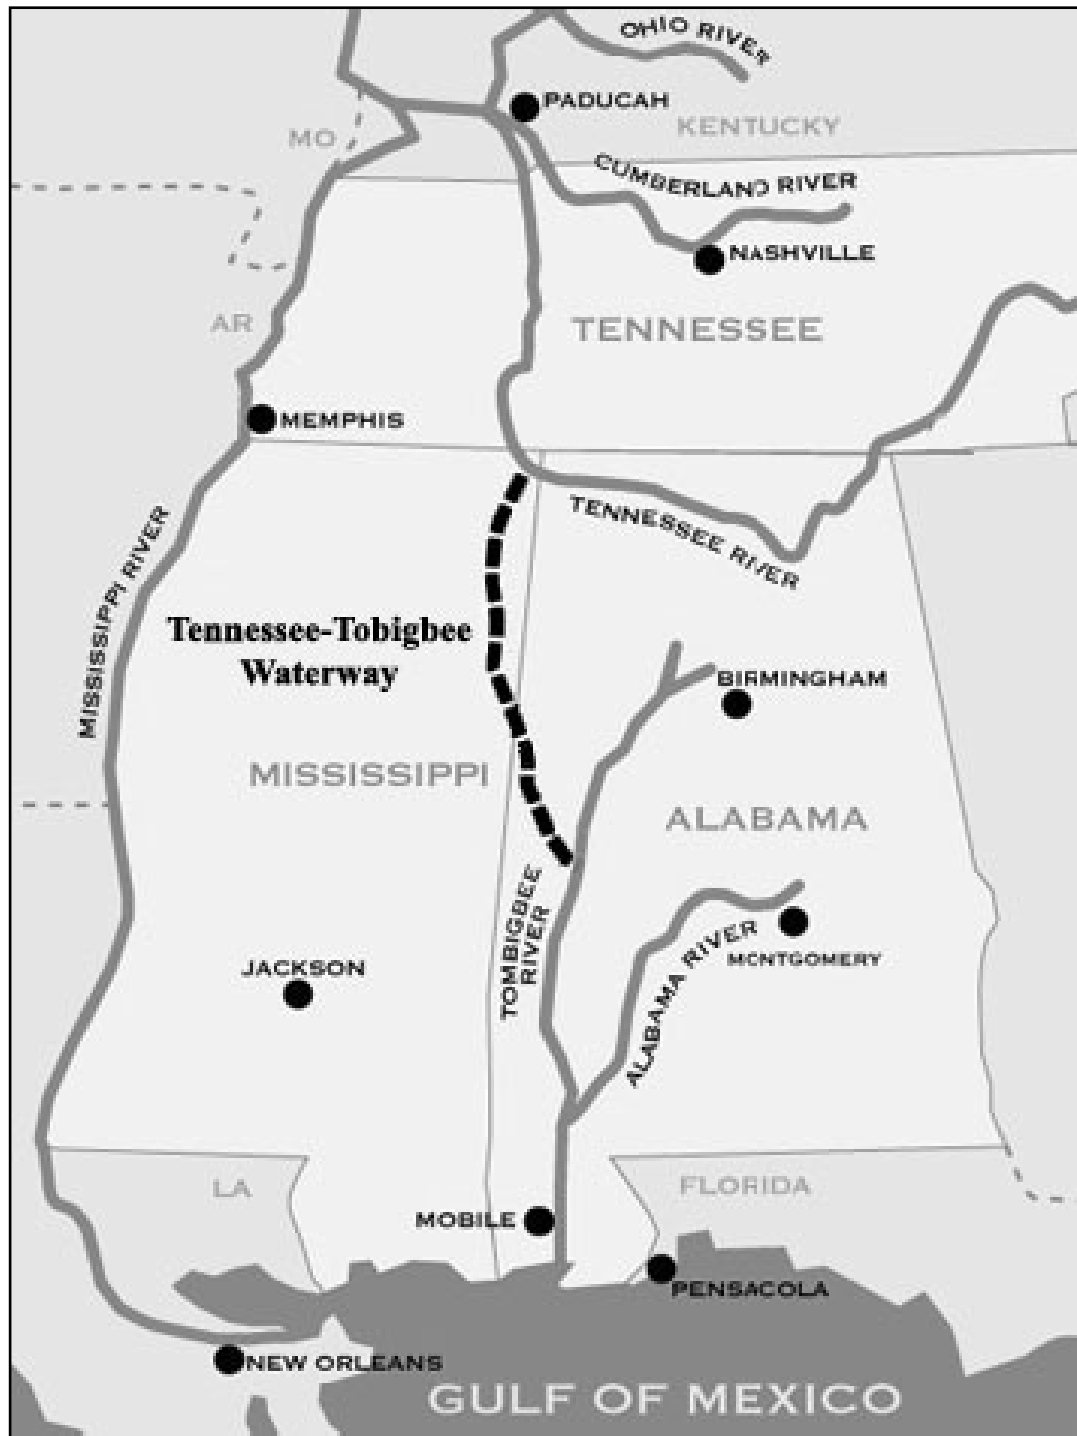 OHIO RIVER
PADUCAH
KENTUCKY
MO
CUMBERLAND RIVER
NASHVILLE
AR
TENNESSEE
MEMPHIS
TENNESSEE RIVER
MISSISSIPPI RIVER
Tennessee-Tobigbee
Waterway
BIRMINGHAM
MISSISSIPPI
ALABAMA
TOMBIGBEE
RIVER
ALABAMA RIVER
MONTGOMERY
JACKSON
LA
FLORIDA
MOBILE
PENSACOLA
NEW ORLEANS
GULF OF MEXICO